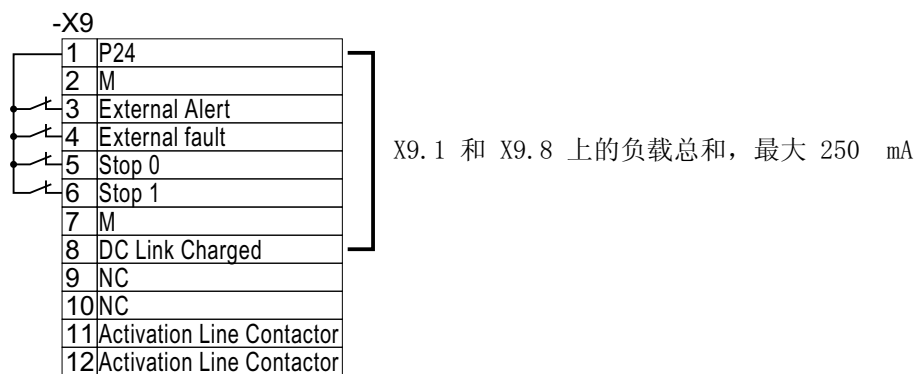 -X9
1 P24
2 M
3 External Alert
4 External fault
5 Stop 0
6 Stop 1
7 M
8 DC Link Charged
9 NC
10 NC
11 Activation Line Contactor
12 Activation Line Contactor
X9.1 和 X9.8 上的负载总和，最大 250 mA